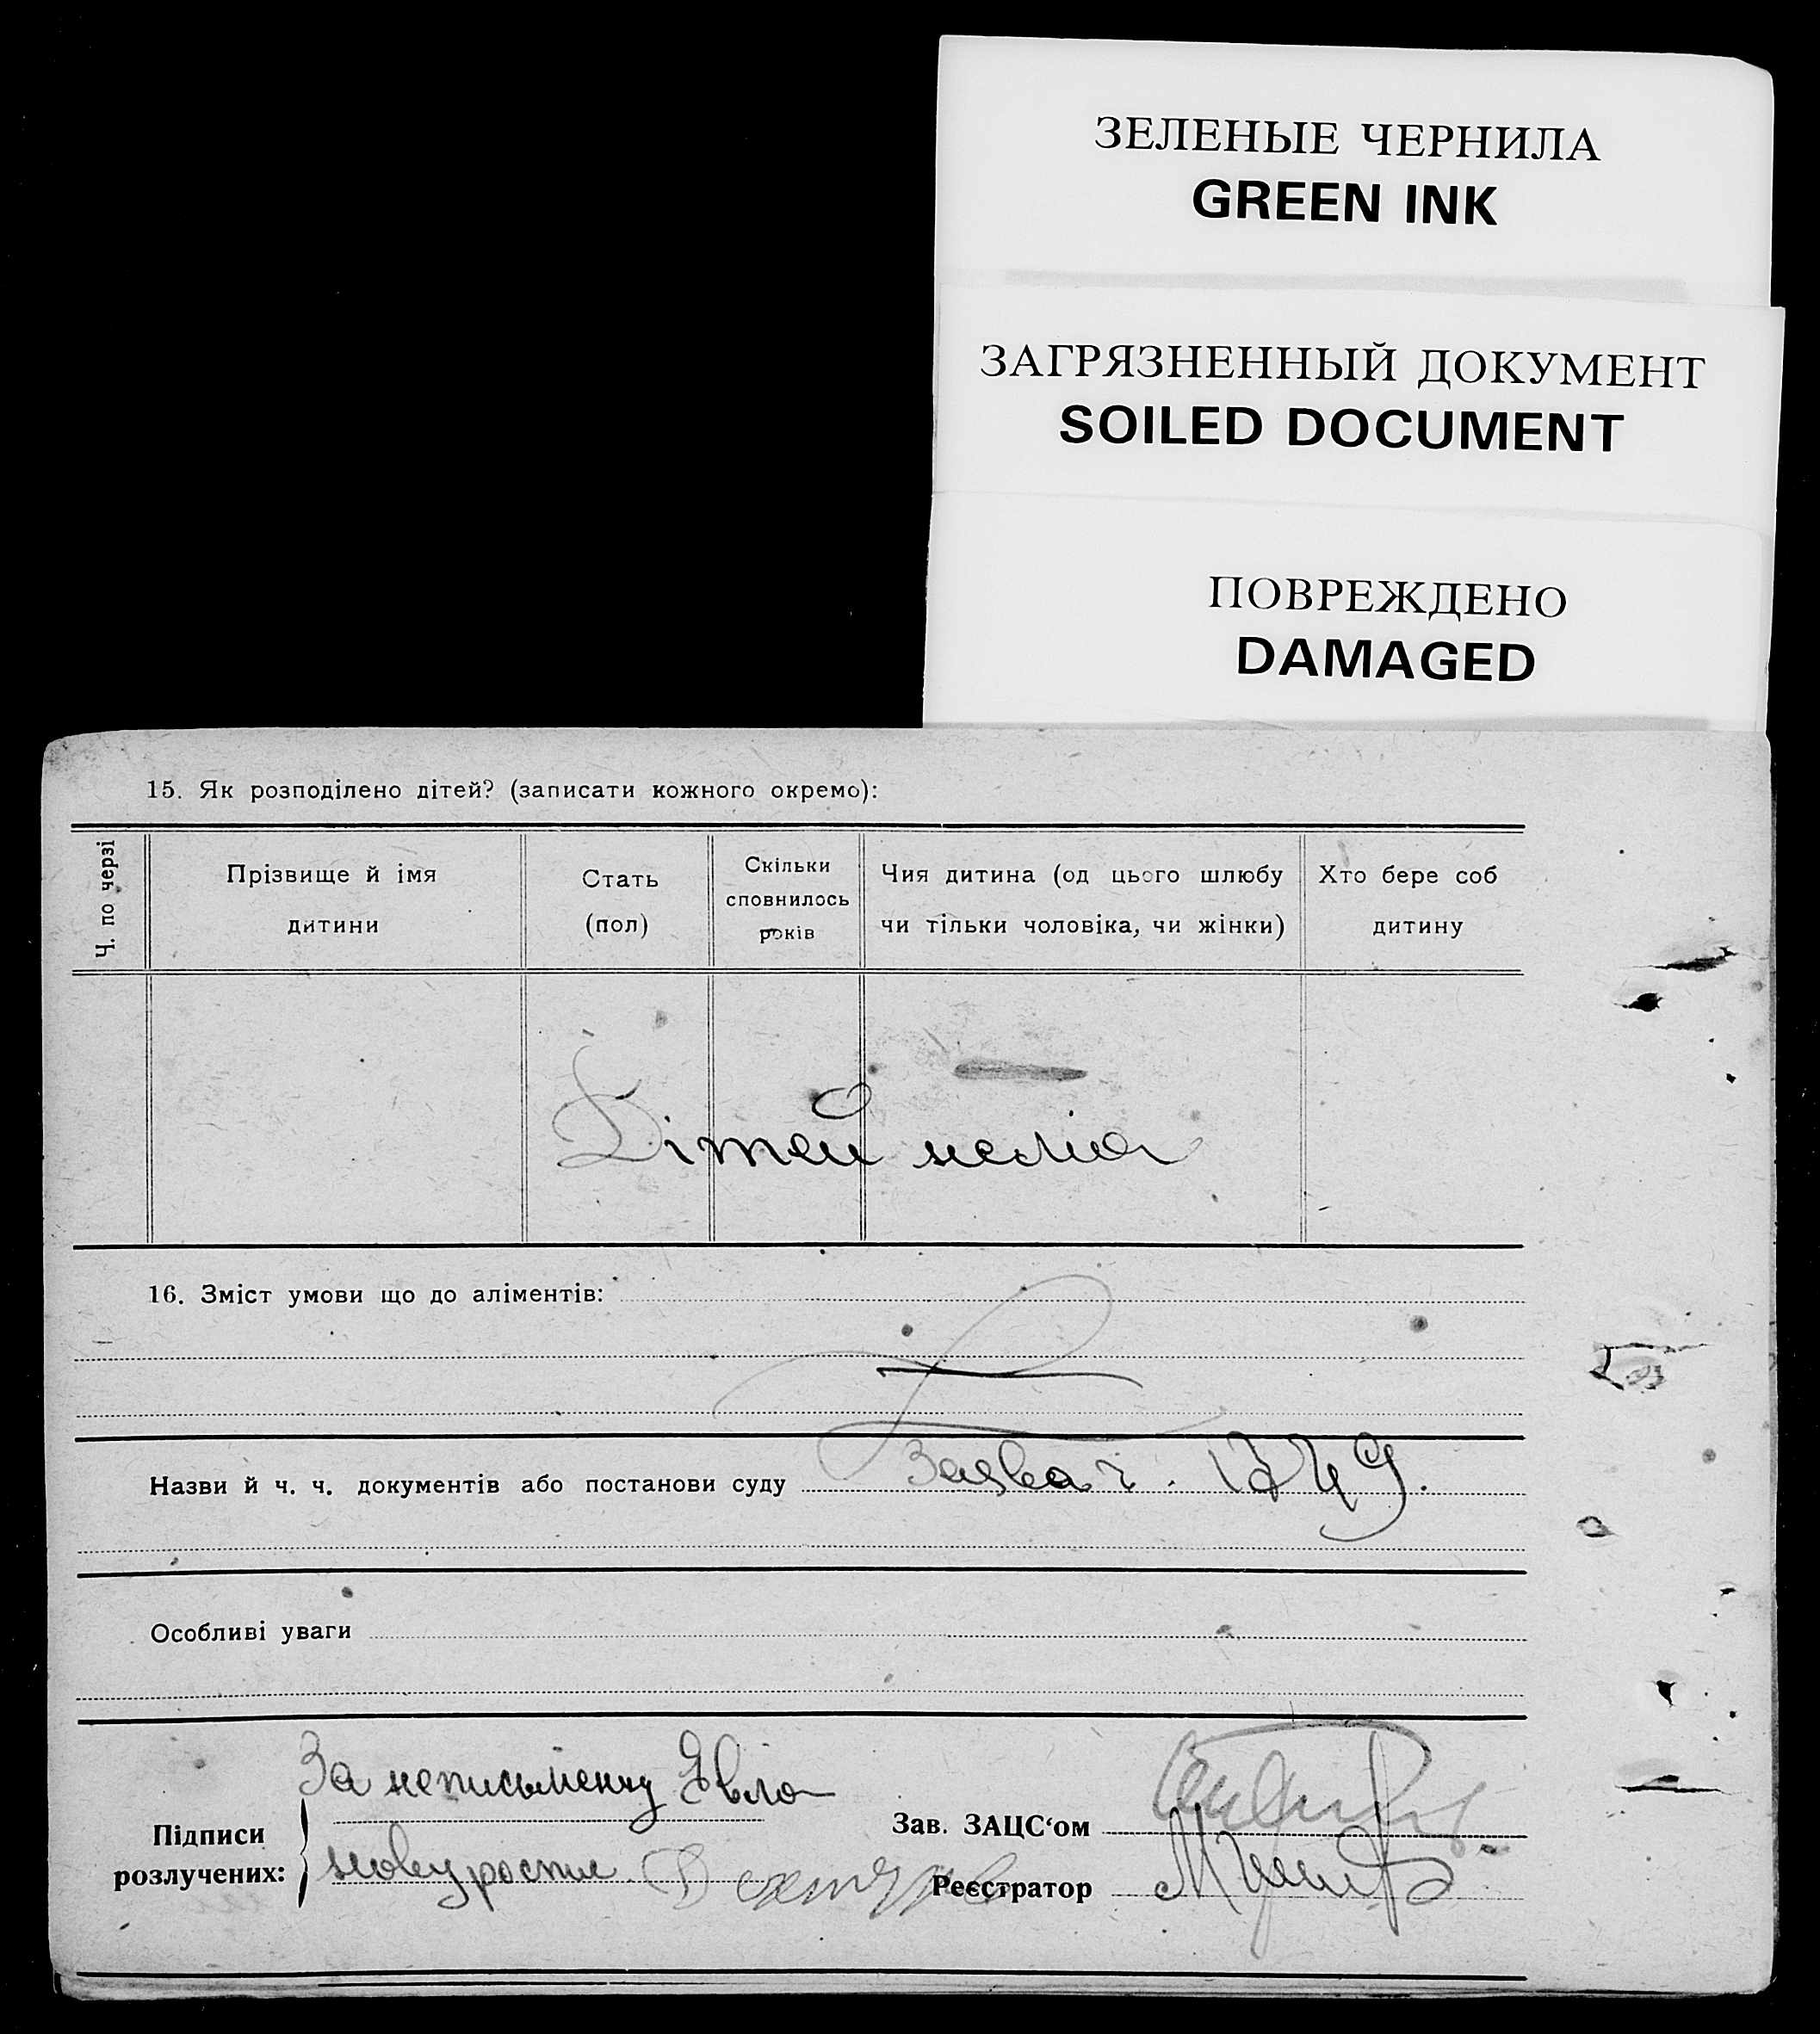 ЗЕЛЕНЫЕ ЧЕРНИЛА
GREEN INK
ЗАГРЯЗНЕННЫЙ ДОКУМЕНТ
SOILED DOCUMENT
ПОВРЕЖДЕНО
DAMAGED
15. Як розподілено дітей? (записати кожного окремо):
Ч. по черзі
Прізвище й імя
дитини
Стать
(пол)
Скільки
сповнилось
років
Чия дитина (од цього шлюбу
чи тільки чоловіка, чи жінки)
Хто бере соб
дитину
Дітей нема
16. Зміст умови що до аліментів:
Назви й ч. ч. документів або постанови суду Заява ч. 1349.
Особливі уваги
За неписьменну
Підписи
розлучених:
розпис
Зав. ЗАЦС‘ом
Реєстратор